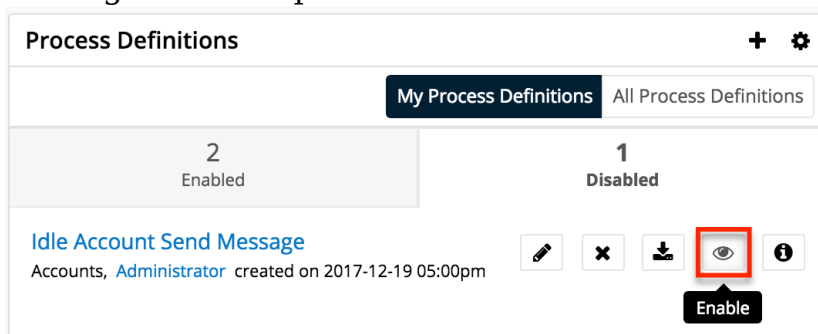 Process Definitions
My Process Definitions All Process Definitions
2 1
Enabled Disabled
Idle Account Send Message
Accounts, Administrator created on 2017-12-19 05:00pm
Enable